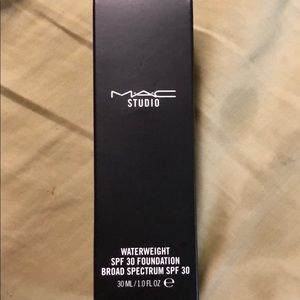 MAC
STUDIO
WATERWEIGHT
SPF 30 FOUNDATION
BROAD SPECTRUM SPF 30
30 ML / 1.0 FL OZ ℮